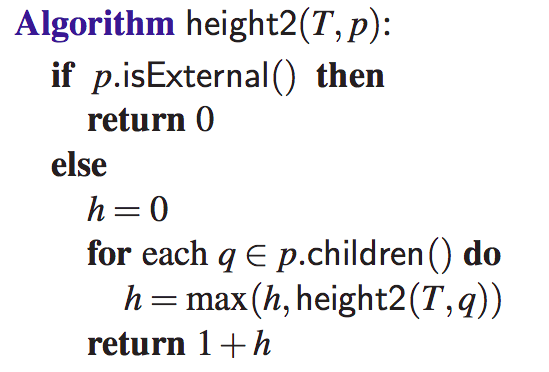 Algorithm height2(T, p):
if p.isExternal() then
return 0
else
h = 0
for each q ∈ p.children() do
h = max(h, height2(T, q))
return 1 + h